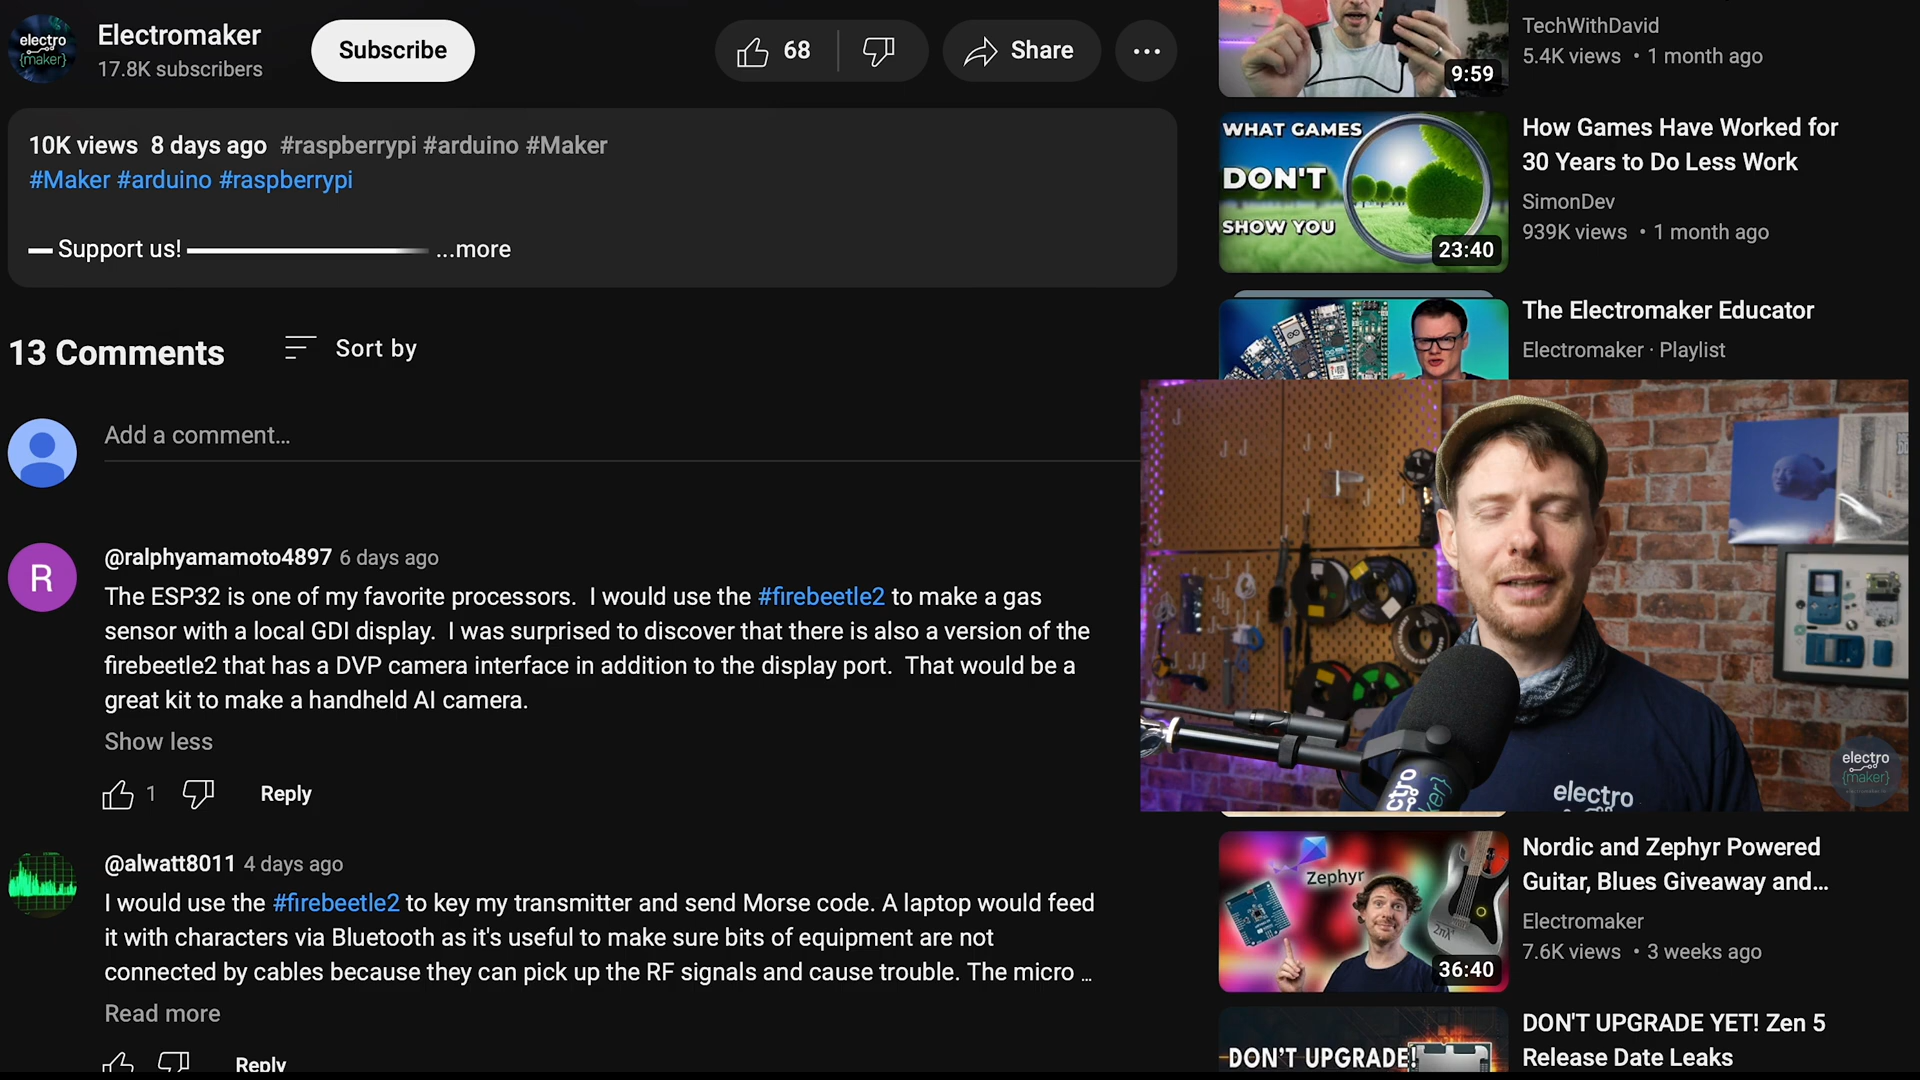 electro
{maker}
Electromaker
17.8K subscribers
Subscribe
68
Share
10K views 8 days ago #raspberrypi #arduino #Maker
#Maker #arduino #raspberrypi
Support us! ...more
13 Comments
Sort by
Add a comment...
R
@ralphyamamoto4897 6 days ago
The ESP32 is one of my favorite processors. I would use the #firebeetle2 to make a gas
sensor with a local GDI display. I was surprised to discover that there is also a version of the
firebeetle2 that has a DVP camera interface in addition to the display port. That would be a
great kit to make a handheld AI camera.
Show less
1
Reply
@alwatt8011 4 days ago
I would use the #firebeetle2 to key my transmitter and send Morse code. A laptop would feed
it with characters via Bluetooth as it's useful to make sure bits of equipment are not
connected by cables because they can pick up the RF signals and cause trouble. The micro ...
Read more
Reply
9:59
TechWithDavid
5.4K views • 1 month ago
WHAT GAMES
DON'T
SHOW YOU
23:40
How Games Have Worked for
30 Years to Do Less Work
SimonDev
939K views • 1 month ago
The Electromaker Educator
Electromaker · Playlist
electro
electro
{maker}
Zephyr
36:40
Nordic and Zephyr Powered
Guitar, Blues Giveaway and...
Electromaker
7.6K views • 3 weeks ago
DON'T UPGRADE!
DON'T UPGRADE YET! Zen 5
Release Date Leaks